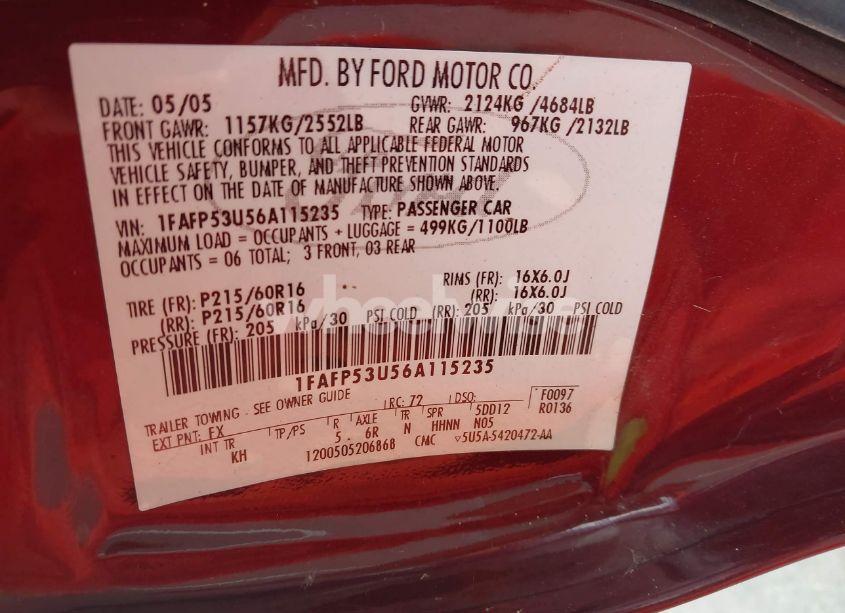 MFD. BY FORD MOTOR CO.
DATE: 05/05 GVWR: 2124KG /4684LB
FRONT GAWR: 1157KG/2552LB REAR GAWR: 967KG /2132LB
THIS VEHICLE CONFORMS TO ALL APPLICABLE FEDERAL MOTOR
VEHICLE SAFETY, BUMPER, AND THEFT PREVENTION STANDARDS
IN EFFECT ON THE DATE OF MANUFACTURE SHOWN ABOVE.
VIN: 1FAFP53U56A115235 TYPE: PASSENGER CAR
MAXIMUM LOAD = OCCUPANTS + LUGGAGE = 499KG/1100LB
OCCUPANTS = 06 TOTAL; 3 FRONT, 03 REAR
TIRE (FR): P215/60R16 RIMS (FR): 16X6.0J
(RR): P215/60R16 (RR): 16X6.0J
PRESSURE (FR): 205 kPa/30 PSI COLD (RR): 205 kPa/30 PSI COLD
1FAFP53U56A115235
TRAILER TOWING - SEE OWNER GUIDE RC: 72 DSO: F0097
EXT PNT: FX INT TR TP/PS R AXLE TR SPR 5DD12 R0136
KH 5 6R N HHNN N05
1200505206868 CMC ▽5U5A-5420472-AA